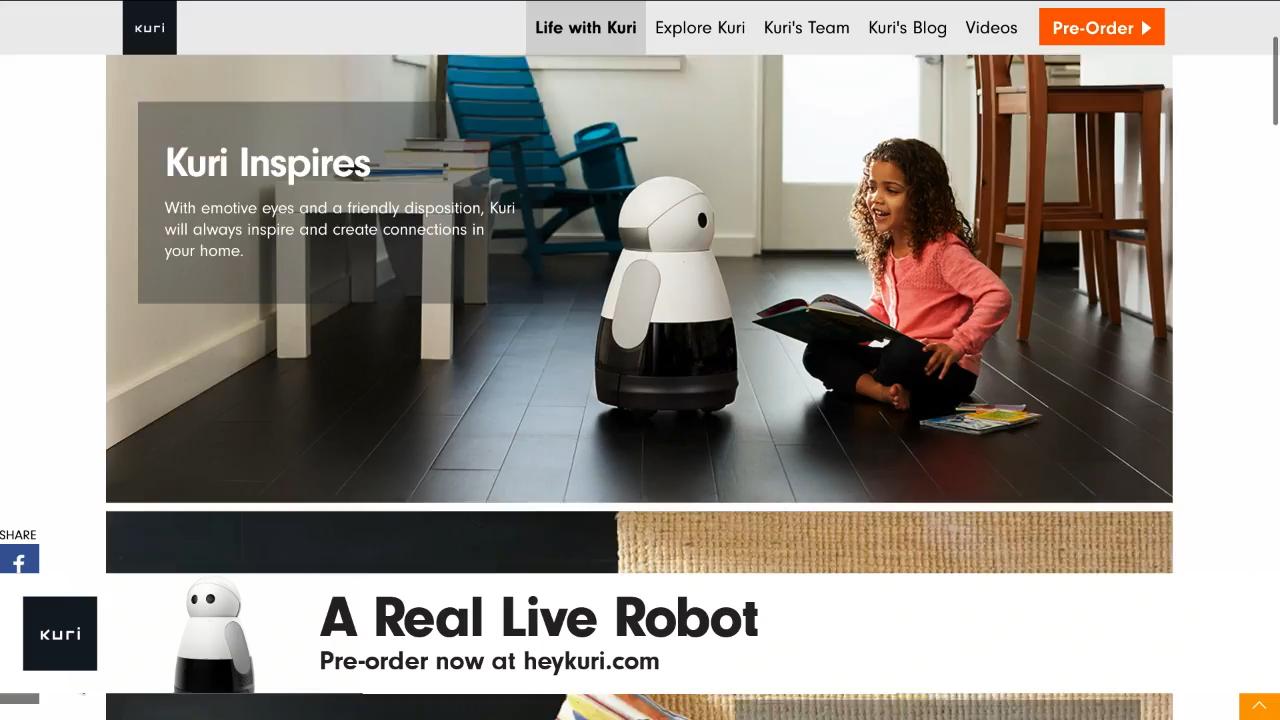 kuri
Life with Kuri
Explore Kuri
Kuri's Team
Kuri's Blog
Videos
Pre-Order
Kuri Inspires
With emotive eyes and a friendly disposition, Kuri
will always inspire and create connections in
your home.
SHARE
f
kuri
A Real Live Robot
Pre-order now at heykuri.com